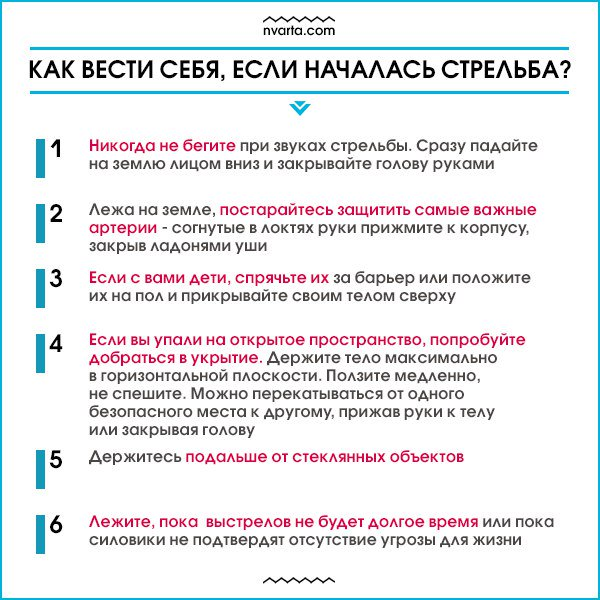 nvarta.com
КАК ВЕСТИ СЕБЯ, ЕСЛИ НАЧАЛАСЬ СТРЕЛЬБА?
1 Никогда не бегите при звуках стрельбы. Сразу падайте
на землю лицом вниз и закрывайте голову руками
2 Лежа на земле, постарайтесь защитить самые важные
артерии - согнутые в локтях руки прижмите к корпусу,
закрыв ладонями уши
3 Если с вами дети, спрячьте их за барьер или положите
их на пол и прикрывайте своим телом сверху
4 Если вы упали на открытое пространство, попробуйте
добраться в укрытие. Держите тело максимально
в горизонтальной плоскости. Ползите медленно,
не спешите. Можно перекатываться от одного
безопасного места к другому, прижав руки к телу
или закрывая голову
5 Держитесь подальше от стеклянных объектов
6 Лежите, пока выстрелов не будет долгое время или пока
силовики не подтвердят отсутствие угрозы для жизни